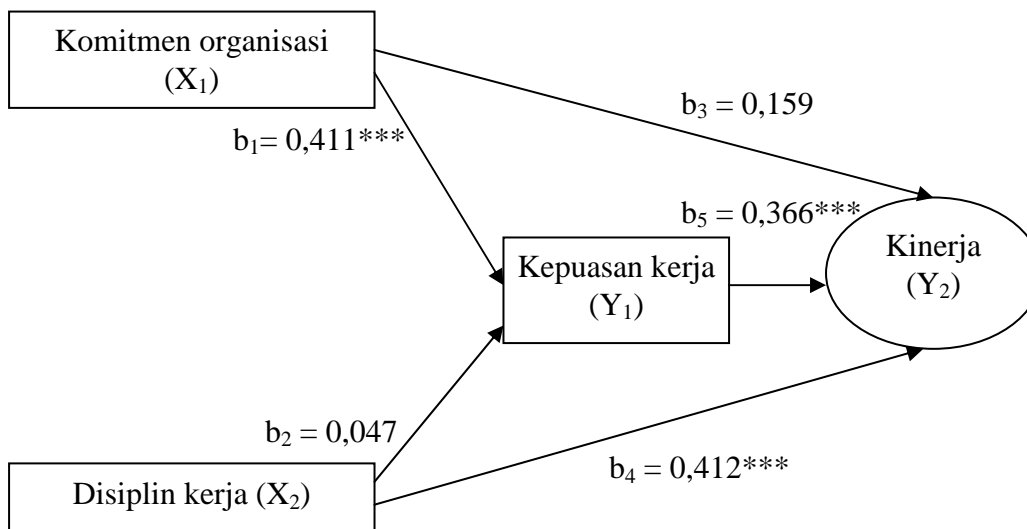 Komitmen organisasi
(X₁)
b₃ = 0,159
b₁= 0,411***
b₅ = 0,366***
Kepuasan kerja
(Y₁)
Kinerja
(Y₂)
b₂ = 0,047
b₄ = 0,412***
Disiplin kerja (X₂)